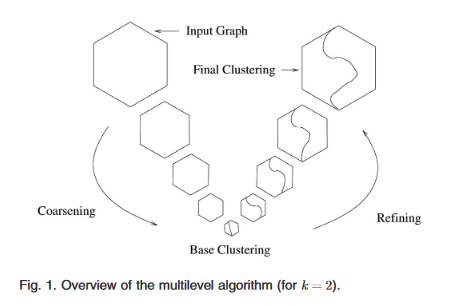 Input Graph
Final Clustering
Coarsening
Refining
Base Clustering
Fig. 1. Overview of the multilevel algorithm (for k = 2).